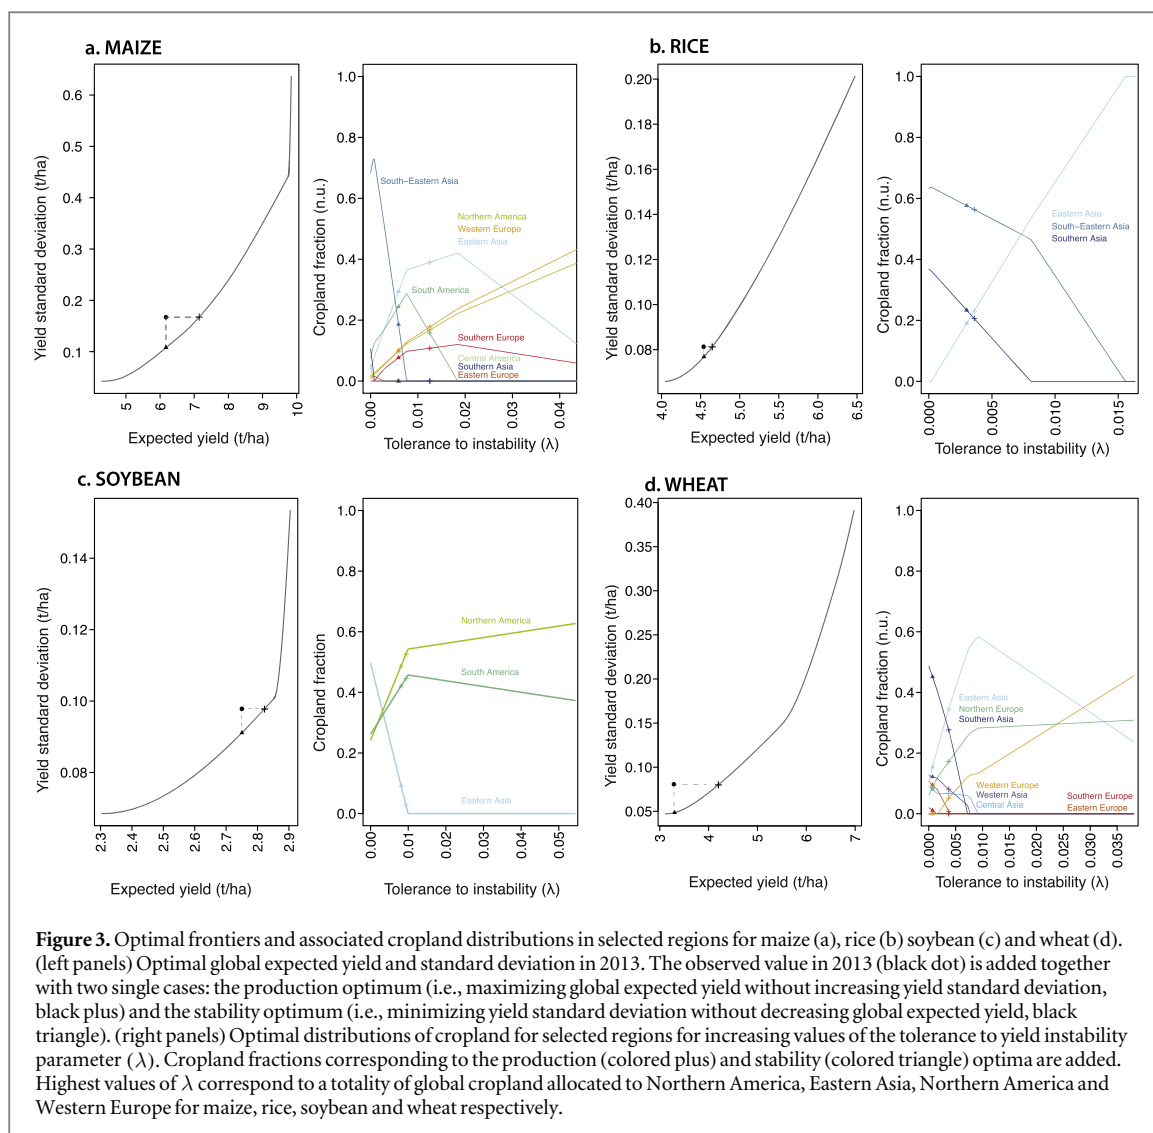 a. MAIZE
Yield standard deviation (t/ha)
0.6
0.5
0.4
0.3
0.2
0.1
5 6 7 8 9 10
Expected yield (t/ha)
Cropland fraction (n.u.)
1.0
0.8
0.6
0.4
0.2
0.0
South−Eastern Asia
Northern America
Western Europe
Eastern Asia
South America
Southern Europe
Central America
Southern Asia
Eastern Europe
0.00 0.01 0.02 0.03 0.04
Tolerance to instability (λ)
b. RICE
Yield standard deviation (t/ha)
0.20
0.18
0.16
0.14
0.12
0.10
0.08
4.0 4.5 5.0 5.5 6.0 6.5
Expected yield (t/ha)
Cropland fraction (n.u.)
1.0
0.8
0.6
0.4
0.2
0.0
Eastern Asia
South−Eastern Asia
Southern Asia
0.000 0.005 0.010 0.015
Tolerance to instability (λ)
c. SOYBEAN
Yield standard deviation (t/ha)
0.14
0.12
0.10
0.08
2.3 2.4 2.5 2.6 2.7 2.8 2.9
Expected yield (t/ha)
Cropland fraction
1.0
0.8
0.6
0.4
0.2
0.0
Northern America
South America
Eastern Asia
0.00 0.01 0.02 0.03 0.04 0.05
Tolerance to instability (λ)
d. WHEAT
Yield standard deviation (t/ha)
0.40
0.35
0.30
0.25
0.20
0.15
0.10
0.05
3 4 5 6 7
Expected yield (t/ha)
Cropland fraction (n.u.)
1.0
0.8
0.6
0.4
0.2
0.0
Eastern Asia
Northern Europe
Southern Asia
Western Europe
Western Asia
Central Asia
Southern Europe
Eastern Europe
0.000 0.005 0.010 0.015 0.020 0.025 0.030 0.035
Tolerance to instability (λ)
Figure 3. Optimal frontiers and associated cropland distributions in selected regions for maize (a), rice (b) soybean (c) and wheat (d).
(left panels) Optimal global expected yield and standard deviation in 2013. The observed value in 2013 (black dot) is added together
with two single cases: the production optimum (i.e., maximizing global expected yield without increasing yield standard deviation,
black plus) and the stability optimum (i.e., minimizing yield standard deviation without decreasing global expected yield, black
triangle). (right panels) Optimal distributions of cropland for selected regions for increasing values of the tolerance to yield instability
parameter (λ). Cropland fractions corresponding to the production (colored plus) and stability (colored triangle) optima are added.
Highest values of λ correspond to a totality of global cropland allocated to Northern America, Eastern Asia, Northern America and
Western Europe for maize, rice, soybean and wheat respectively.